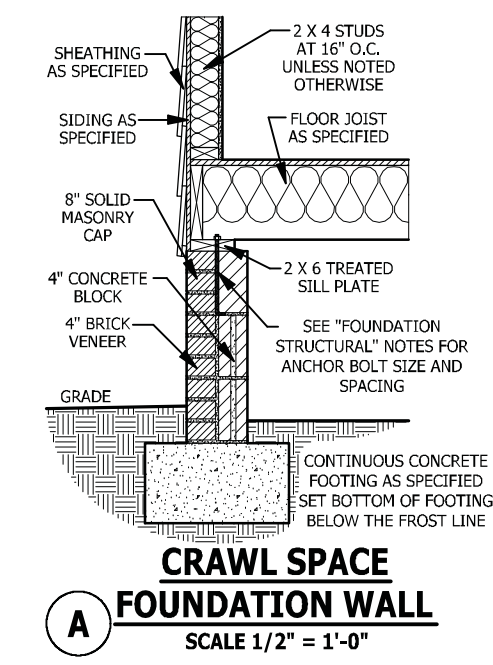 2 X 4 STUDS
AT 16" O.C.
UNLESS NOTED
OTHERWISE
SHEATHING
AS SPECIFIED
SIDING AS
SPECIFIED
FLOOR JOIST
AS SPECIFIED
8" SOLID
MASONRY
CAP
4" CONCRETE
BLOCK
2 X 6 TREATED
SILL PLATE
4" BRICK
VENEER
SEE "FOUNDATION
STRUCTURAL" NOTES FOR
ANCHOR BOLT SIZE AND
SPACING
GRADE
CONTINUOUS CONCRETE
FOOTING AS SPECIFIED
SET BOTTOM OF FOOTING
BELOW THE FROST LINE
A
CRAWL SPACE
FOUNDATION WALL
SCALE 1/2" = 1'-0"